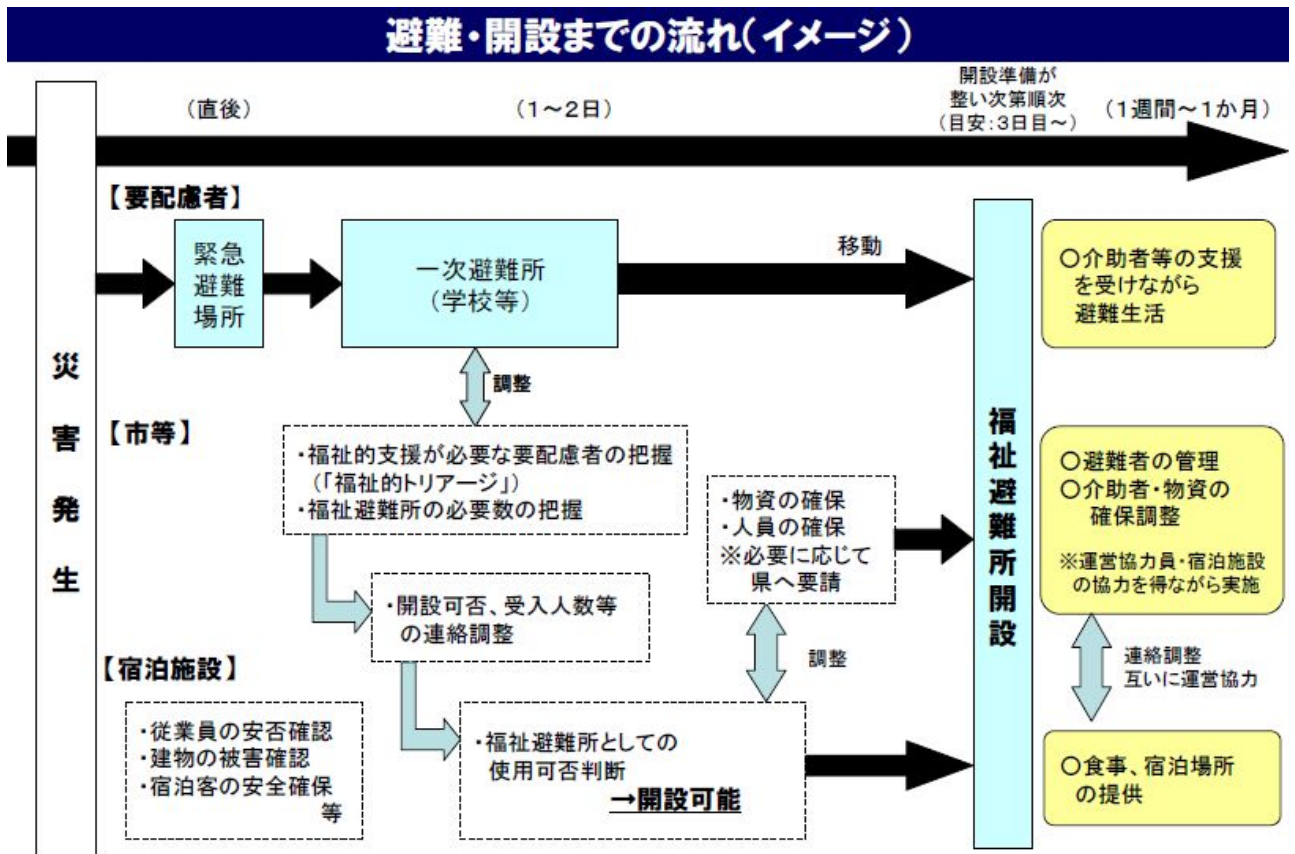 避難・開設までの流れ（イメージ）
開設準備が
整い次第順次
（目安：3日目～）
（直後）
（1～2日）
（1週間～1か月）
災害発生
【要配慮者】
緊急
避難
場所
一次避難所
（学校等）
移動
調整
【市等】
・福祉的支援が必要な要配慮者の把握
（「福祉的トリアージ」）
・福祉避難所の必要数の把握
・物資の確保
・人員の確保
※必要に応じて
県へ要請
・開設可否、受入人数等
の連絡調整
調整
【宿泊施設】
・従業員の安否確認
・建物の被害確認
・宿泊客の安全確保
等
・福祉避難所としての
使用可否判断
→開設可能
福祉避難所開設
○介助者等の支援
を受けながら
避難生活
○避難者の管理
○介助者・物資の
確保調整
※運営協力員・宿泊施設
の協力を得ながら実施
連絡調整
互いに運営協力
○食事、宿泊場所
の提供